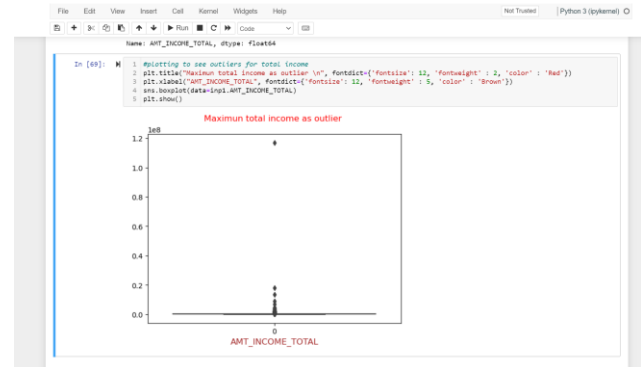 File Edit View Insert Cell Kernel Widgets Help Not Trusted Python 3 (ipykernel)
Run Code
Name: AMT_INCOME_TOTAL, dtype: float64
In [69]: 1 #plotting to see outliers for total income
2 plt.title("Maximun total income as outlier \n", fontdict={'fontsize': 12, 'fontweight' : 2, 'color' : 'Red'})
3 plt.xlabel("AMT_INCOME_TOTAL", fontdict={'fontsize': 12, 'fontweight' : 5, 'color' : 'Brown'})
4 sns.boxplot(data=inp1.AMT_INCOME_TOTAL)
5 plt.show()
Maximun total income as outlier
1e8
1.2
1.0
0.8
0.6
0.4
0.2
0.0
0
AMT_INCOME_TOTAL